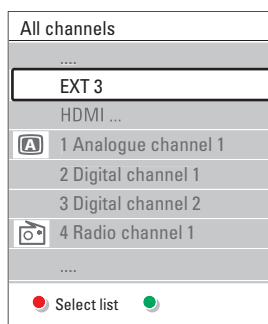 All channels
....
EXT 3
HDMI ...
A 1 Analogue channel 1
2 Digital channel 1
3 Digital channel 2
4 Radio channel 1
....
Select list